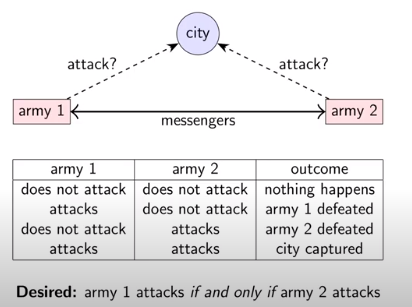 city
attack? attack?
army 1 army 2
messengers
army 1 army 2 outcome
does not attack does not attack nothing happens
attacks does not attack army 1 defeated
does not attack attacks army 2 defeated
attacks attacks city captured
Desired: army 1 attacks if and only if army 2 attacks